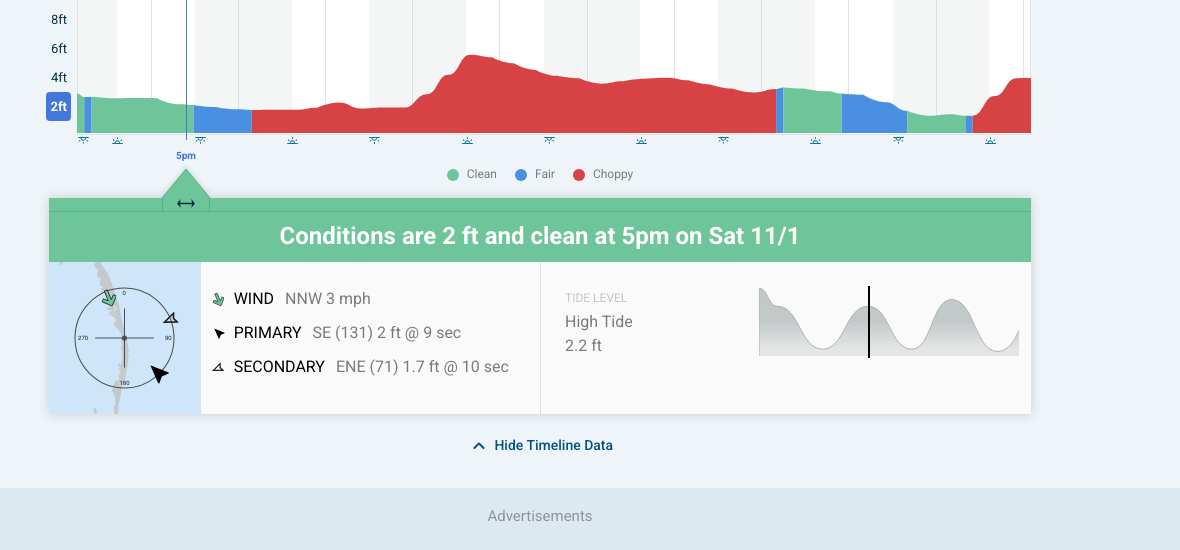 8ft
6ft
4ft
2ft
5pm
Clean Fair Choppy
Conditions are 2 ft and clean at 5pm on Sat 11/1
0
90
180
270
WIND NNW 3 mph
PRIMARY SE (131) 2 ft @ 9 sec
SECONDARY ENE (71) 1.7 ft @ 10 sec
TIDE LEVEL
High Tide
2.2 ft
Hide Timeline Data
Advertisements